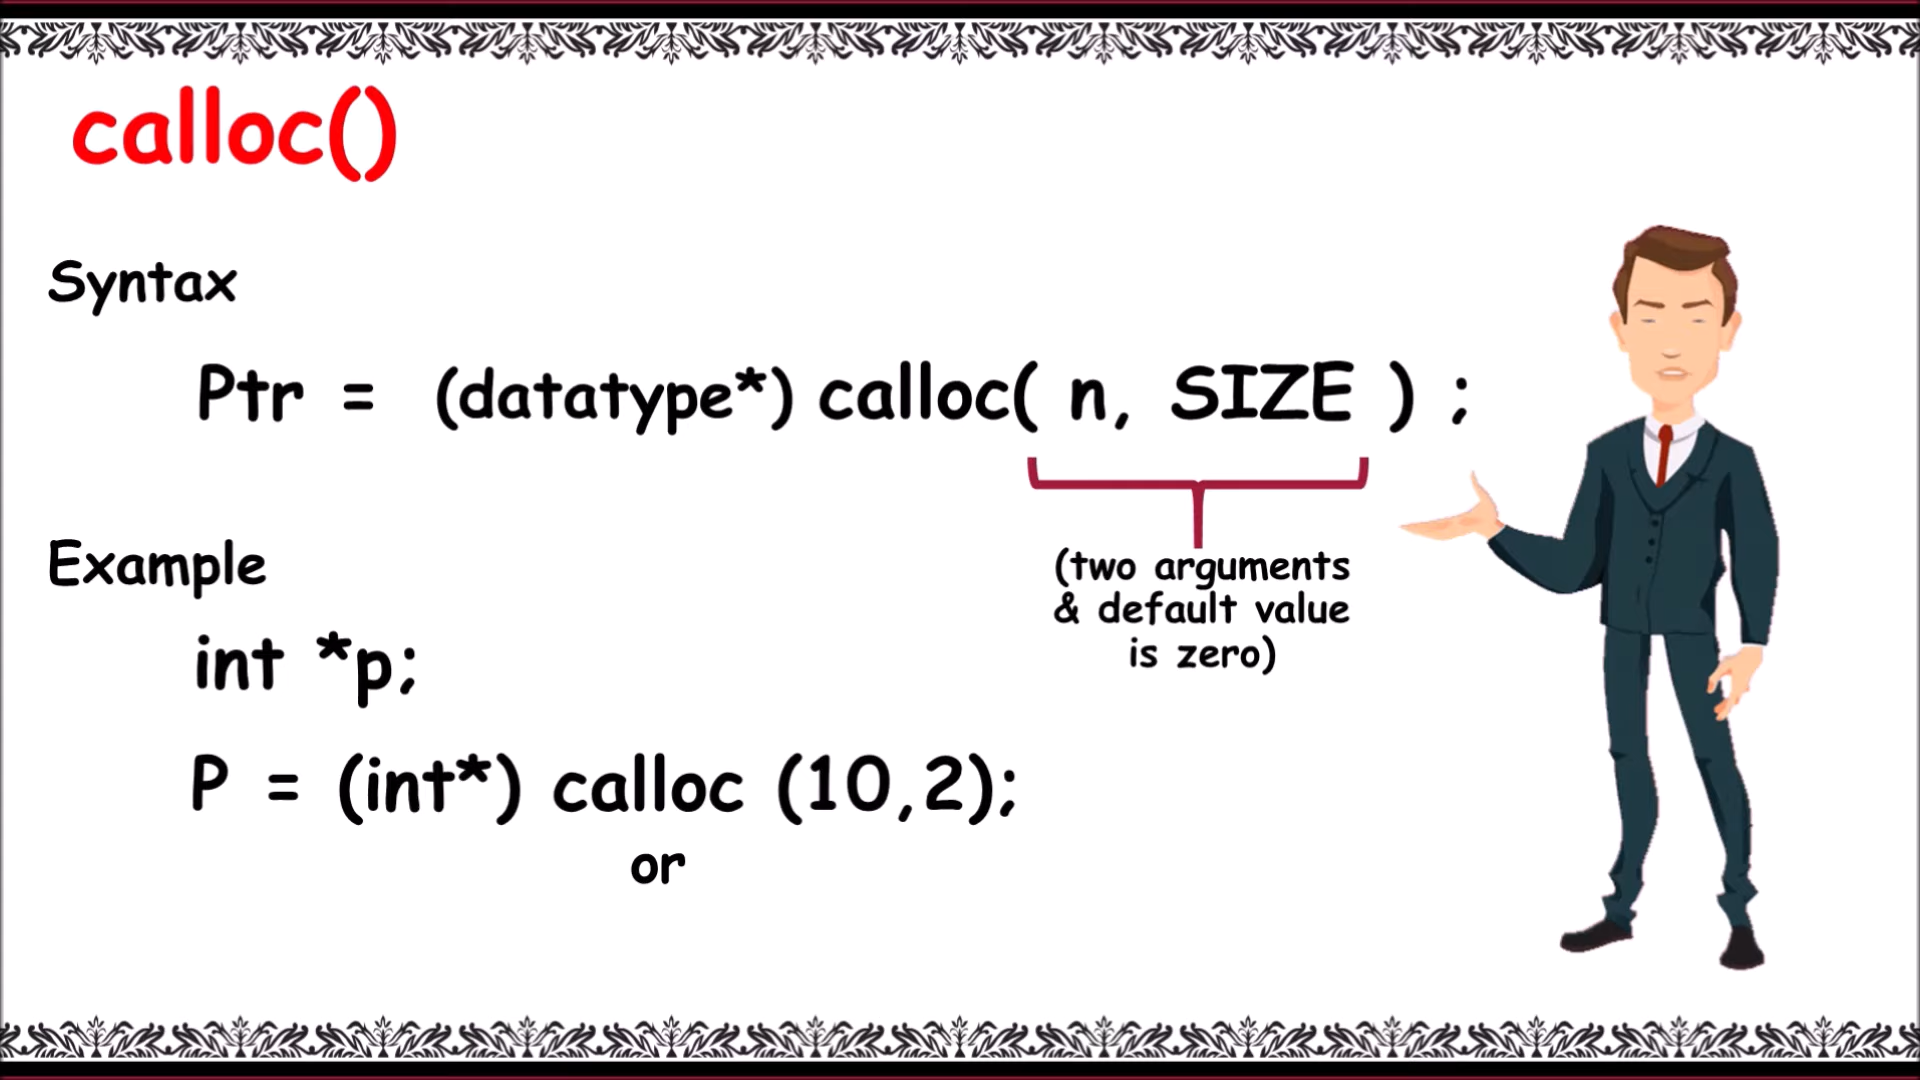 calloc()
Syntax
Ptr = (datatype*) calloc( n, SIZE ) ;
(two arguments
& default value
is zero)
Example
int *p;
P = (int*) calloc (10,2);
or